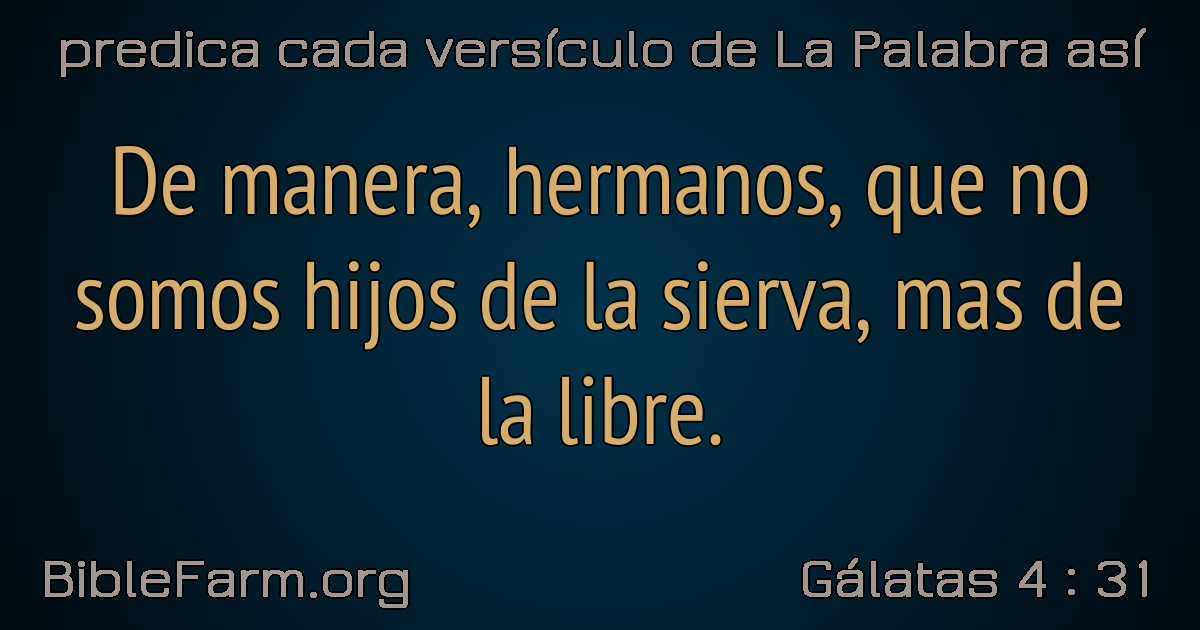 predica cada versículo de La Palabra así
De manera, hermanos, que no
somos hijos de la sierva, mas de
la libre.
BibleFarm.org
Gálatas 4 : 31